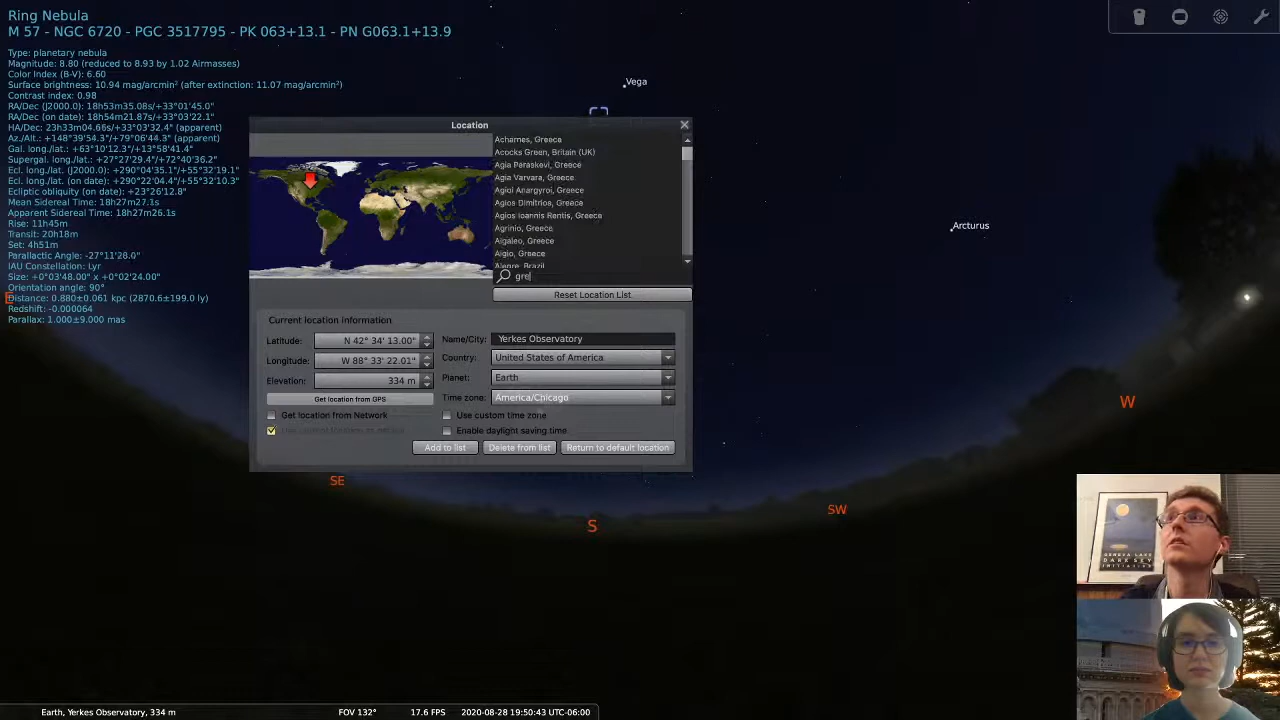 Ring Nebula
M 57 - NGC 6720 - PGC 3517795 - PK 063+13.1 - PN G063.1+13.9
Type: planetary nebula
Magnitude: 8.80 (reduced to 8.93 by 1.02 Airmasses)
Color Index (B-V): 6.60
Surface brightness: 10.94 mag/arcmin² (after extinction: 11.07 mag/arcmin²)
Contrast index: 0.98
RA/Dec (J2000.0): 18h53m35.08s/+33°01'45.0"
RA/Dec (on date): 18h54m21.87s/+33°03'22.1"
HA/Dec: 23h33m04.66s/+33°03'32.4" (apparent)
Az./Alt.: +148°39'54.3"/+79°06'44.3" (apparent)
Gal. long./lat.: +63°10'12.3"/+13°58'41.4"
Supergal. long./lat.: +27°27'29.4"/+72°40'36.2"
Ecl. long./lat. (J2000.0): +290°04'35.1"/+55°32'19.1"
Ecl. long./lat. (on date): +290°22'04.4"/+55°32'10.3"
Ecliptic obliquity (on date): +23°26'12.8"
Mean Sidereal Time: 18h27m27.1s
Apparent Sidereal Time: 18h27m26.1s
Rise: 11h45m
Transit: 20h18m
Set: 4h51m
Parallactic Angle: -27°11'28.0"
IAU Constellation: Lyr
Size: +0°03'48.00" x +0°02'24.00"
Orientation angle: 90°
Distance: 0.880±0.061 kpc (2870.6±199.0 ly)
Redshift: -0.000064
Parallax: 1.000±9.000 mas
E
Vega
Arcturus
Location
Acharnes, Greece
Acocks Green, Britain (UK)
Agia Paraskevi, Greece
Agia Varvara, Greece
Agioi Anargyroi, Greece
Agios Dimitrios, Greece
Agios Ioannis Rentis, Greece
Agrinio, Greece
Aigaleo, Greece
Aigio, Greece
Alegre, Brazil
gre
Reset Location List
Current location information
Latitude: N 42° 34' 13.00"
Name/City: Yerkes Observatory
Longitude: W 88° 33' 22.01"
Country: United States of America
Elevation: 334 m
Planet: Earth
Get location from GPS
Time zone: America/Chicago
Get location from Network
Use custom time zone
Enable daylight saving time
Add to list
Delete from list
Return to default location
SE
S
SW
W
GENEVA LAKE
DARK SKY
INITIATIVE
Earth, Yerkes Observatory, 334 m
FOV 132°
17.6 FPS
2020-08-28 19:50:43 UTC-06:00